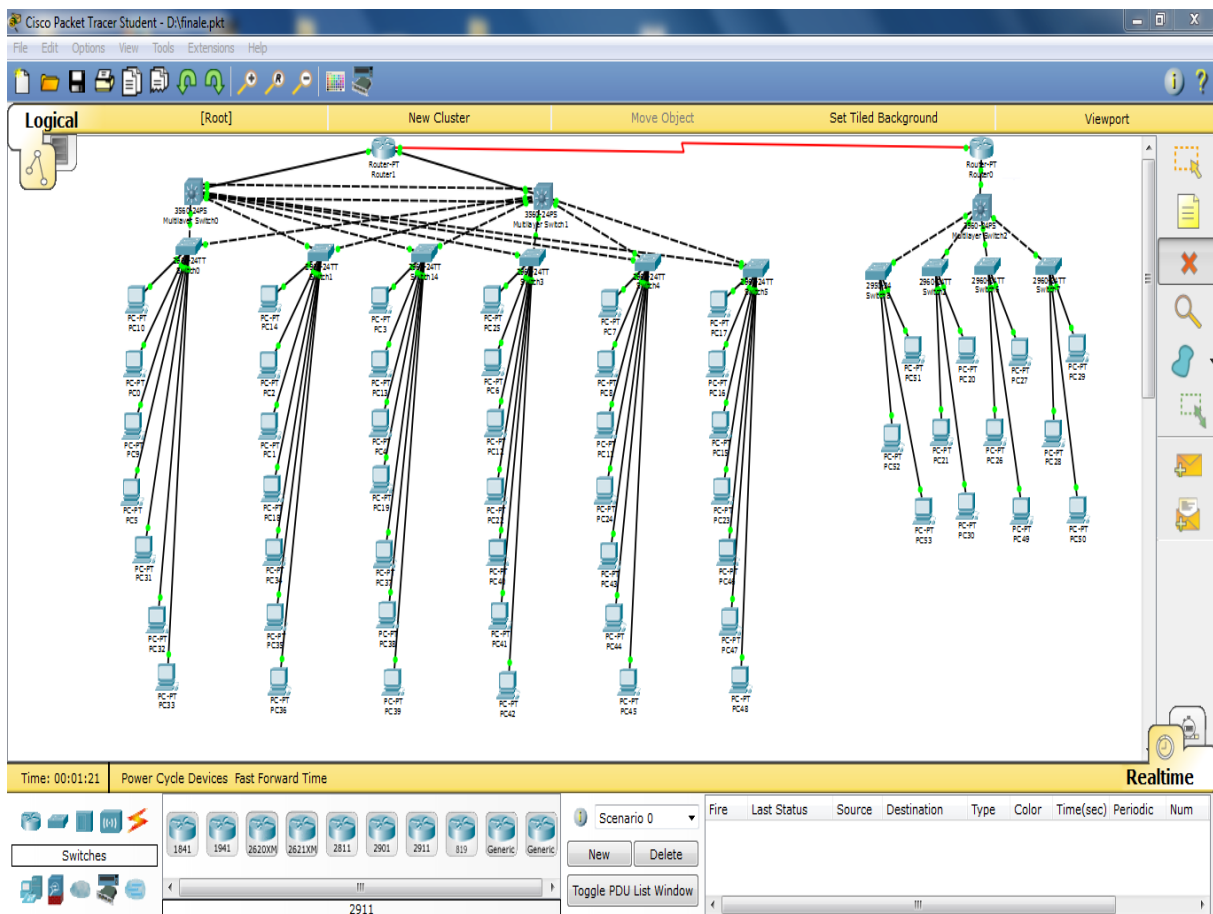 Cisco Packet Tracer Student - D:\finale.pkt
File Edit Options View Tools Extensions Help
Logical [Root] New Cluster Move Object Set Tiled Background Viewport
Router-PT
Router1
Router-PT
Router0
3560-24PS
Multilayer Switch0
3560-24PS
Multilayer Switch1
3560-24PS
Multilayer Switch2
Switch0
Switch1
Switch14
Switch3
Switch4
Switch5
PC-PT
PC10
PC-PT
PC14
PC-PT
PC3
PC-PT
PC25
PC-PT
PC7
PC-PT
PC17
PC-PT
PC51
PC-PT
PC20
PC-PT
PC27
PC-PT
PC29
PC-PT
PC0
PC-PT
PC2
PC-PT
PC13
PC-PT
PC6
PC-PT
PC8
PC-PT
PC16
PC-PT
PC9
PC-PT
PC1
PC-PT
PC4
PC-PT
PC12
PC-PT
PC11
PC-PT
PC15
PC-PT
PC52
PC-PT
PC21
PC-PT
PC26
PC-PT
PC28
PC-PT
PC5
PC-PT
PC18
PC-PT
PC19
PC-PT
PC22
PC-PT
PC24
PC-PT
PC23
PC-PT
PC53
PC-PT
PC30
PC-PT
PC49
PC-PT
PC50
PC-PT
PC31
PC-PT
PC34
PC-PT
PC37
PC-PT
PC40
PC-PT
PC43
PC-PT
PC46
PC-PT
PC32
PC-PT
PC35
PC-PT
PC38
PC-PT
PC41
PC-PT
PC44
PC-PT
PC47
PC-PT
PC33
PC-PT
PC36
PC-PT
PC39
PC-PT
PC42
PC-PT
PC45
PC-PT
PC48
Time: 00:01:21 Power Cycle Devices Fast Forward Time Realtime
Switches
1841 1941 2620XM 2621XM 2811 2901 2911 819 Generic Generic
2911
Scenario 0
New Delete
Toggle PDU List Window
Fire Last Status Source Destination Type Color Time(sec) Periodic Num